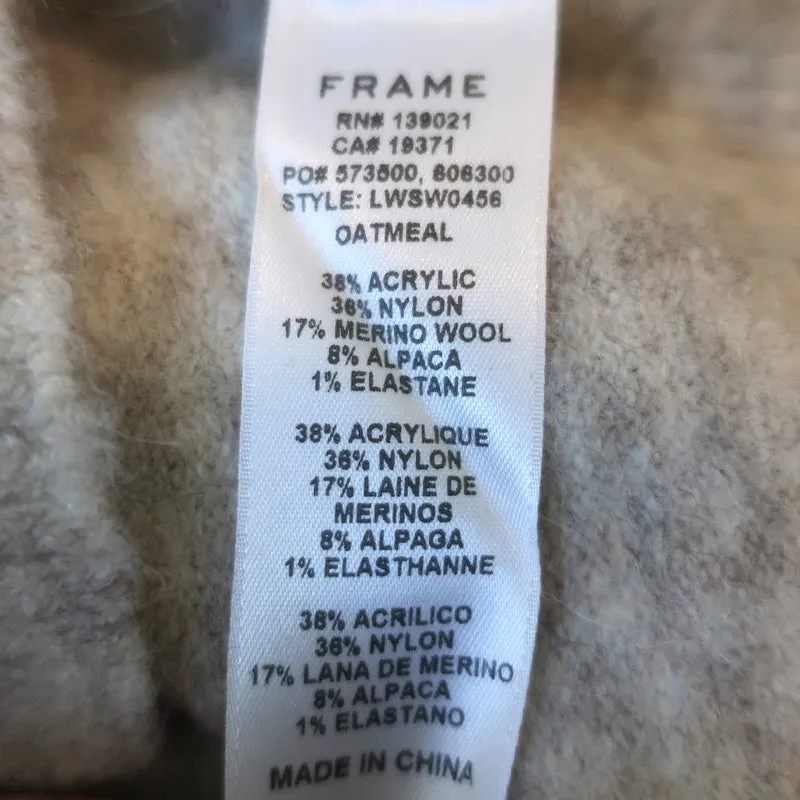 FRAME
RN# 139021
CA# 19371
PO# 573500, 606300
STYLE: LWSW0456
OATMEAL
38% ACRYLIC
36% NYLON
17% MERINO WOOL
8% ALPACA
1% ELASTANE
38% ACRYLIQUE
36% NYLON
17% LAINE DE
MERINOS
8% ALPAGA
1% ELASTHANNE
38% ACRILICO
36% NYLON
17% LANA DE MERINO
8% ALPACA
1% ELASTANO
MADE IN CHINA